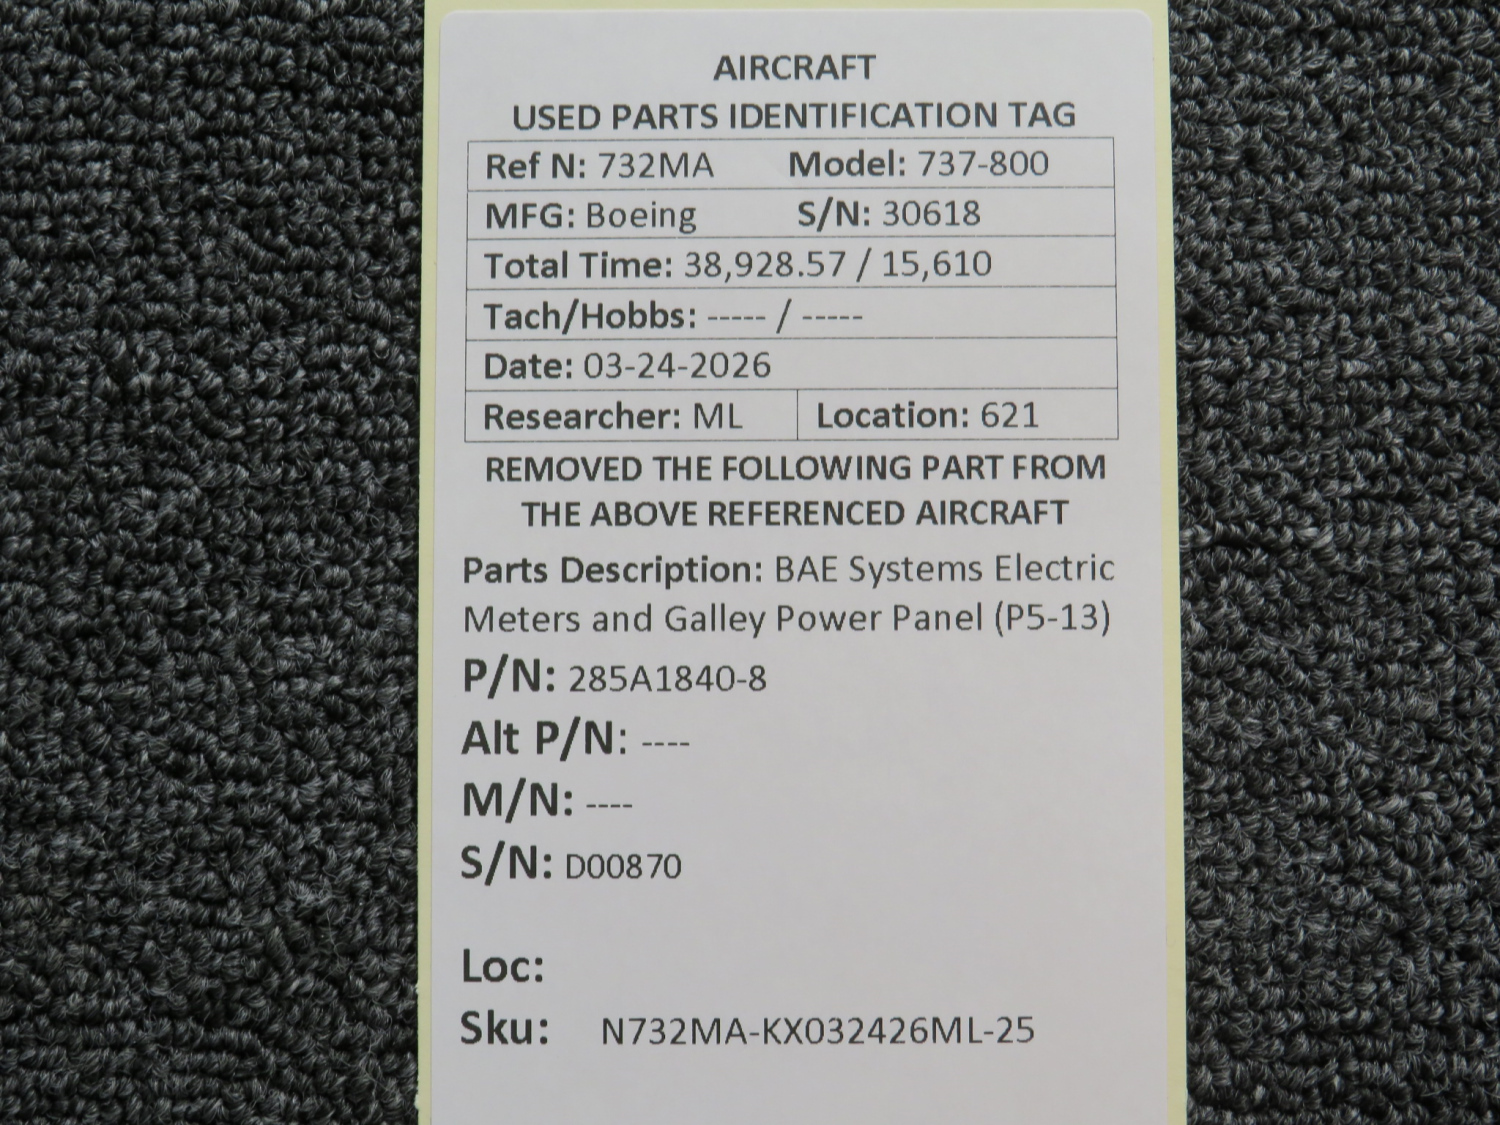 AIRCRAFT
USED PARTS IDENTIFICATION TAG
Ref N: 732MA Model: 737-800
MFG: Boeing S/N: 30618
Total Time: 38,928.57 / 15,610
Tach/Hobbs: ----- / -----
Date: 03-24-2026
Researcher: ML Location: 621
REMOVED THE FOLLOWING PART FROM
THE ABOVE REFERENCED AIRCRAFT
Parts Description: BAE Systems Electric
Meters and Galley Power Panel (P5-13)
P/N: 285A1840-8
Alt P/N: ----
M/N: ----
S/N: D00870
Loc:
Sku: N732MA-KX032426ML-25